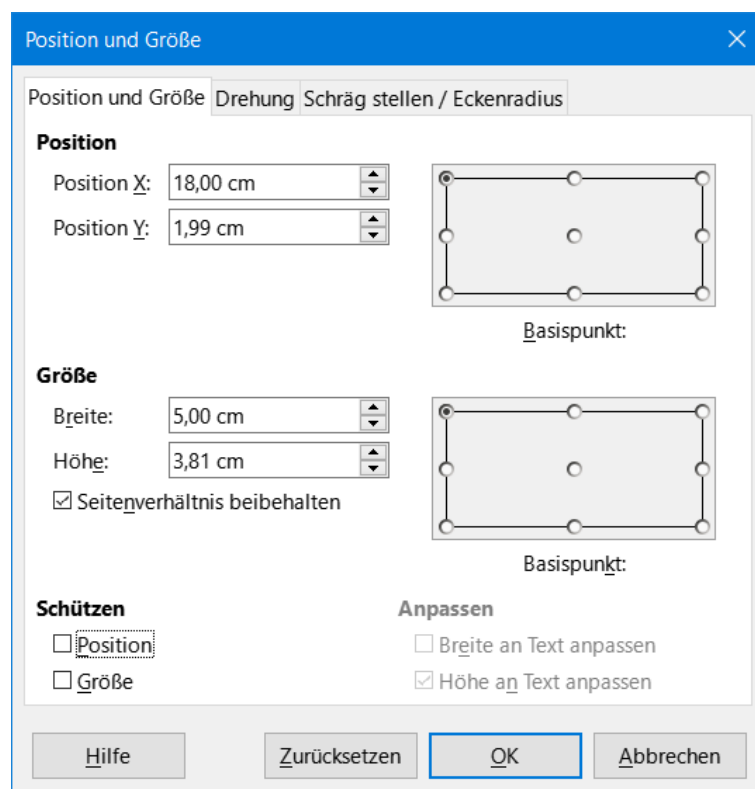 Position und Größe
Position und Größe Drehung Schräg stellen / Eckenradius
Position
Position X: 18,00 cm
Position Y: 1,99 cm
Basispunkt:
Größe
Breite: 5,00 cm
Höhe: 3,81 cm
Seitenverhältnis beibehalten
Basispunkt:
Schützen Anpassen
Position Breite an Text anpassen
Größe Höhe an Text anpassen
Hilfe Zurücksetzen OK Abbrechen